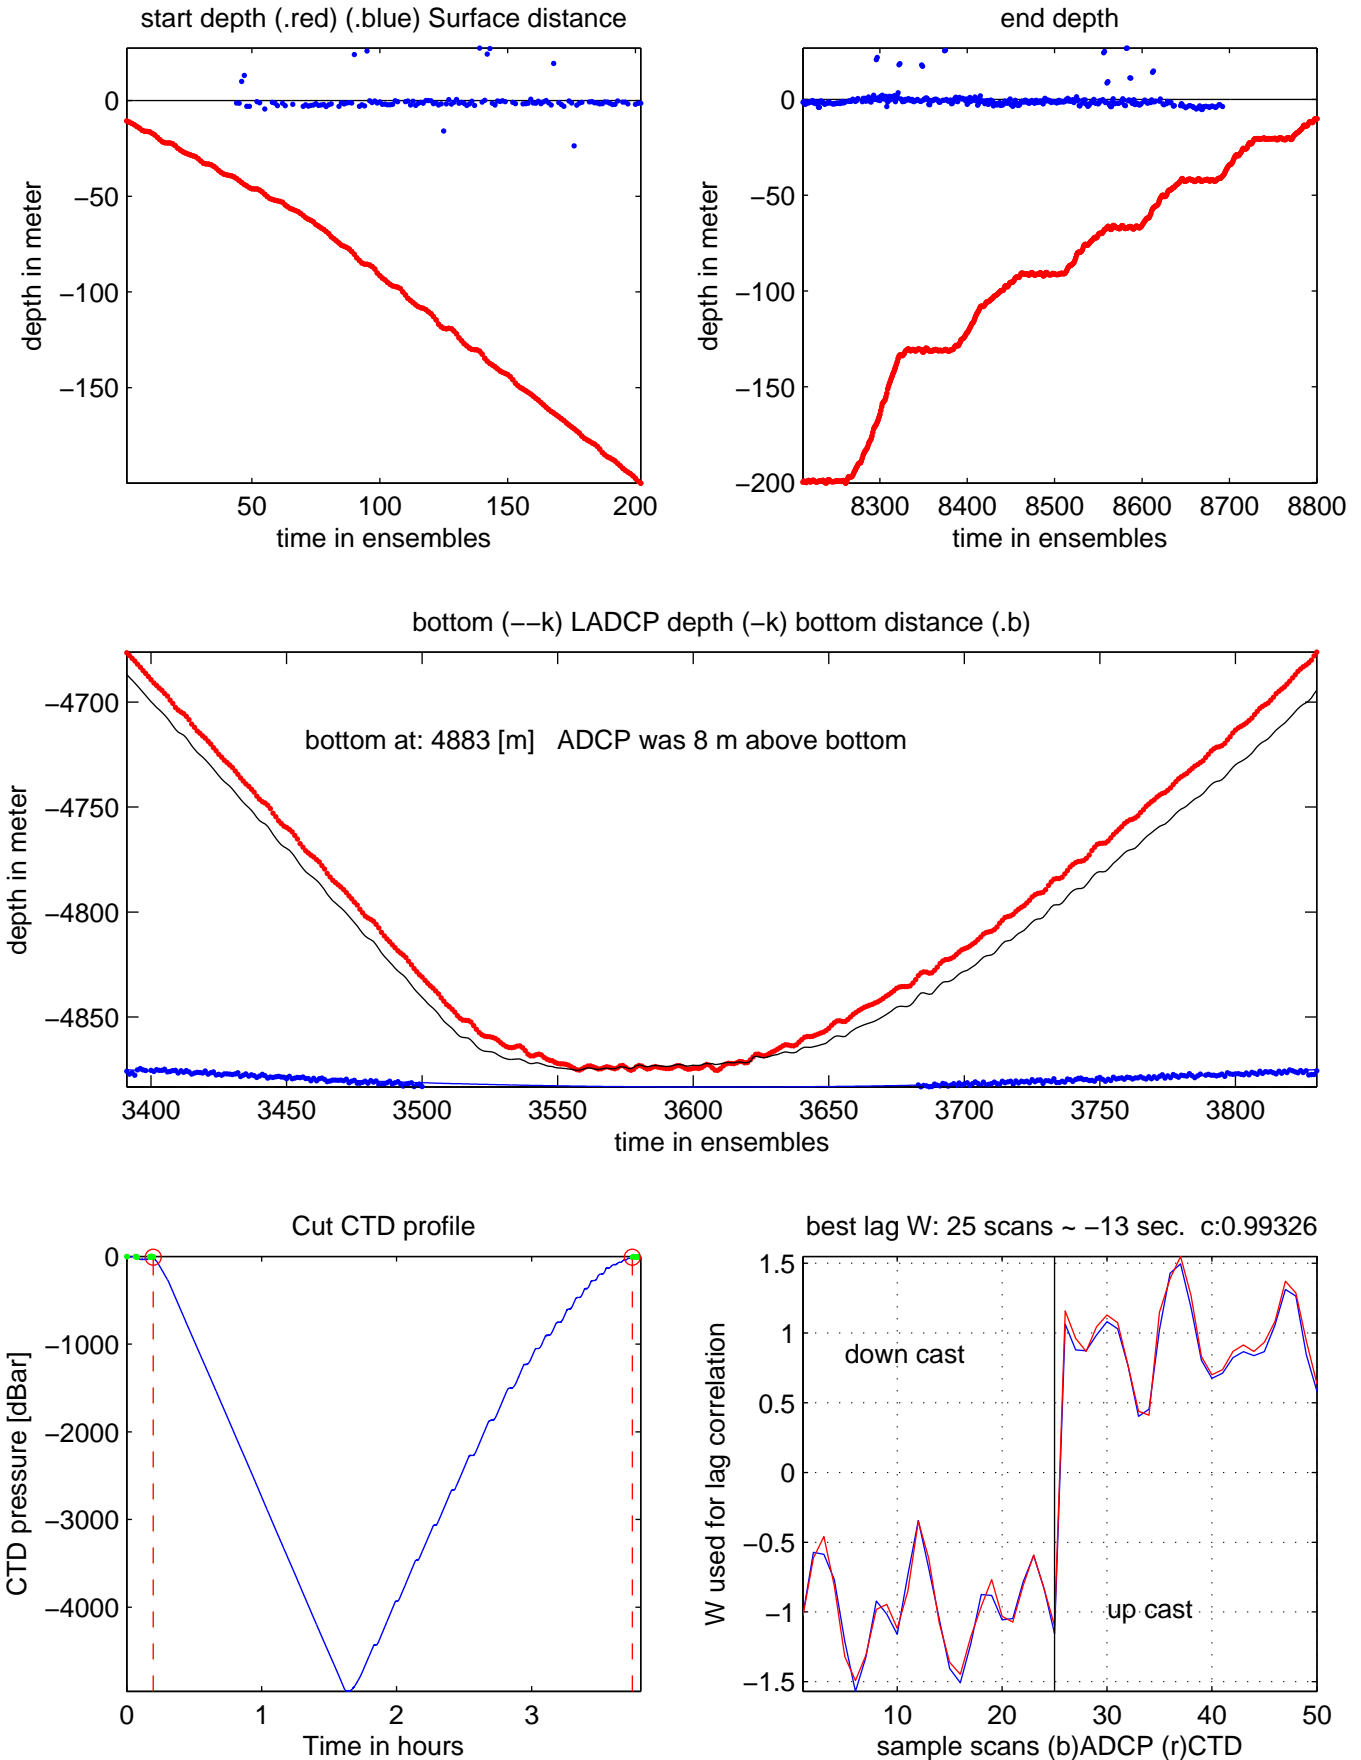 start depth (.red) (.blue) Surface distance
0
−50
−100
−150
depth in meter
50
100
150
200
time in ensembles
end depth
0
−50
−100
−150
−200
depth in meter
8300
8400
8500
8600
8700
8800
time in ensembles
bottom (−−k) LADCP depth (−k) bottom distance (.b)
−4700
−4750
−4800
−4850
depth in meter
bottom at: 4883 [m]   ADCP was 8 m above bottom
3400
3450
3500
3550
3600
3650
3700
3750
3800
time in ensembles
Cut CTD profile
0
−1000
−2000
−3000
−4000
CTD pressure [dBar]
0
1
2
3
Time in hours
best lag W: 25 scans ~ −13 sec.  c:0.99326
1.5
1
0.5
0
−0.5
−1
−1.5
W used for lag correlation
down cast
up cast
10
20
30
40
50
sample scans (b)ADCP (r)CTD